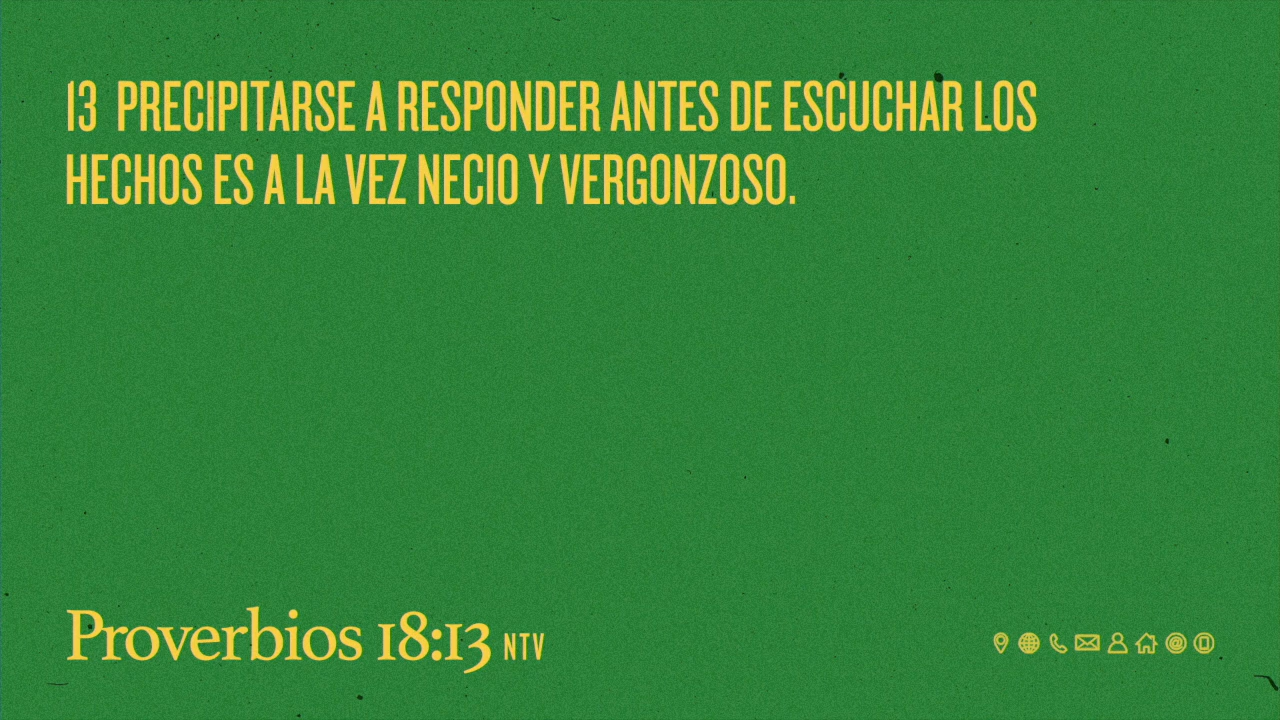 13 PRECIPITARSE A RESPONDER ANTES DE ESCUCHAR LOS
HECHOS ES A LA VEZ NECIO Y VERGONZOSO.
Proverbios 18:13 NTV